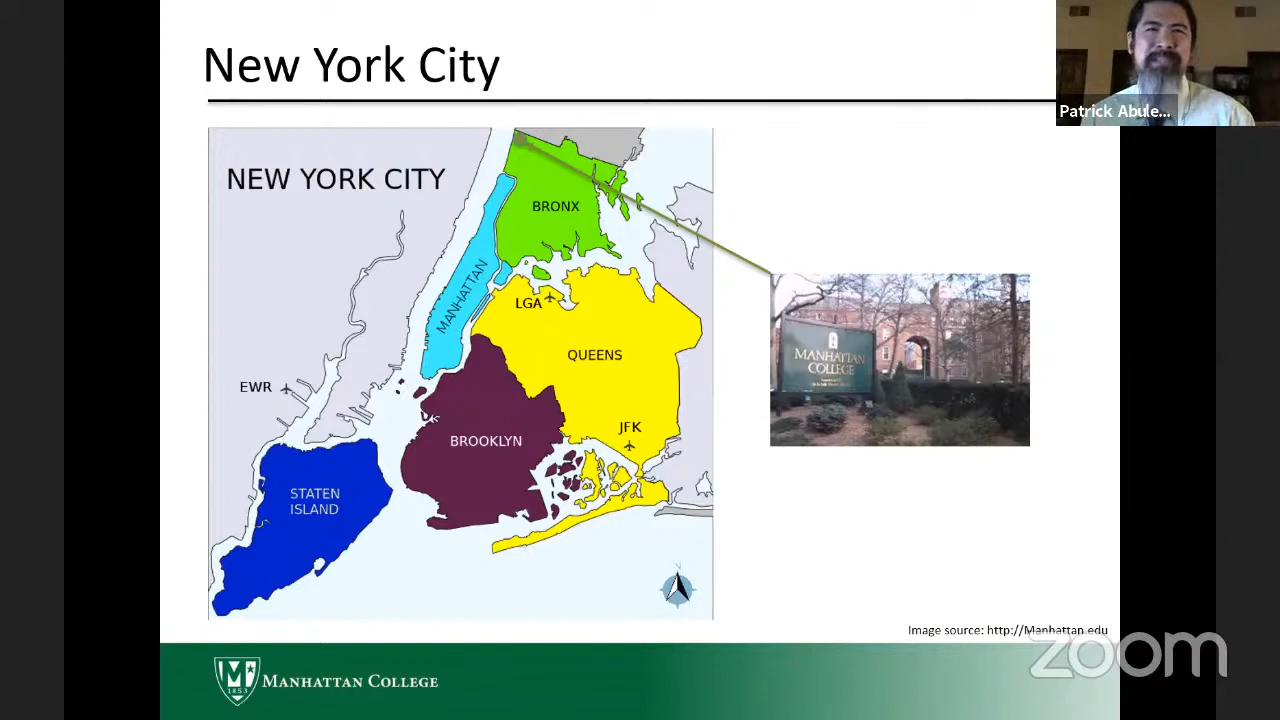 New York City
Patrick Abule...
NEW YORK CITY
BRONX
MANHATTAN
LGA
QUEENS
MANHATTAN
COLLEGE
EWR
JFK
BROOKLYN
STATEN
ISLAND
N
Image source: http://Manhattan.edu
zoom
1853
MANHATTAN COLLEGE